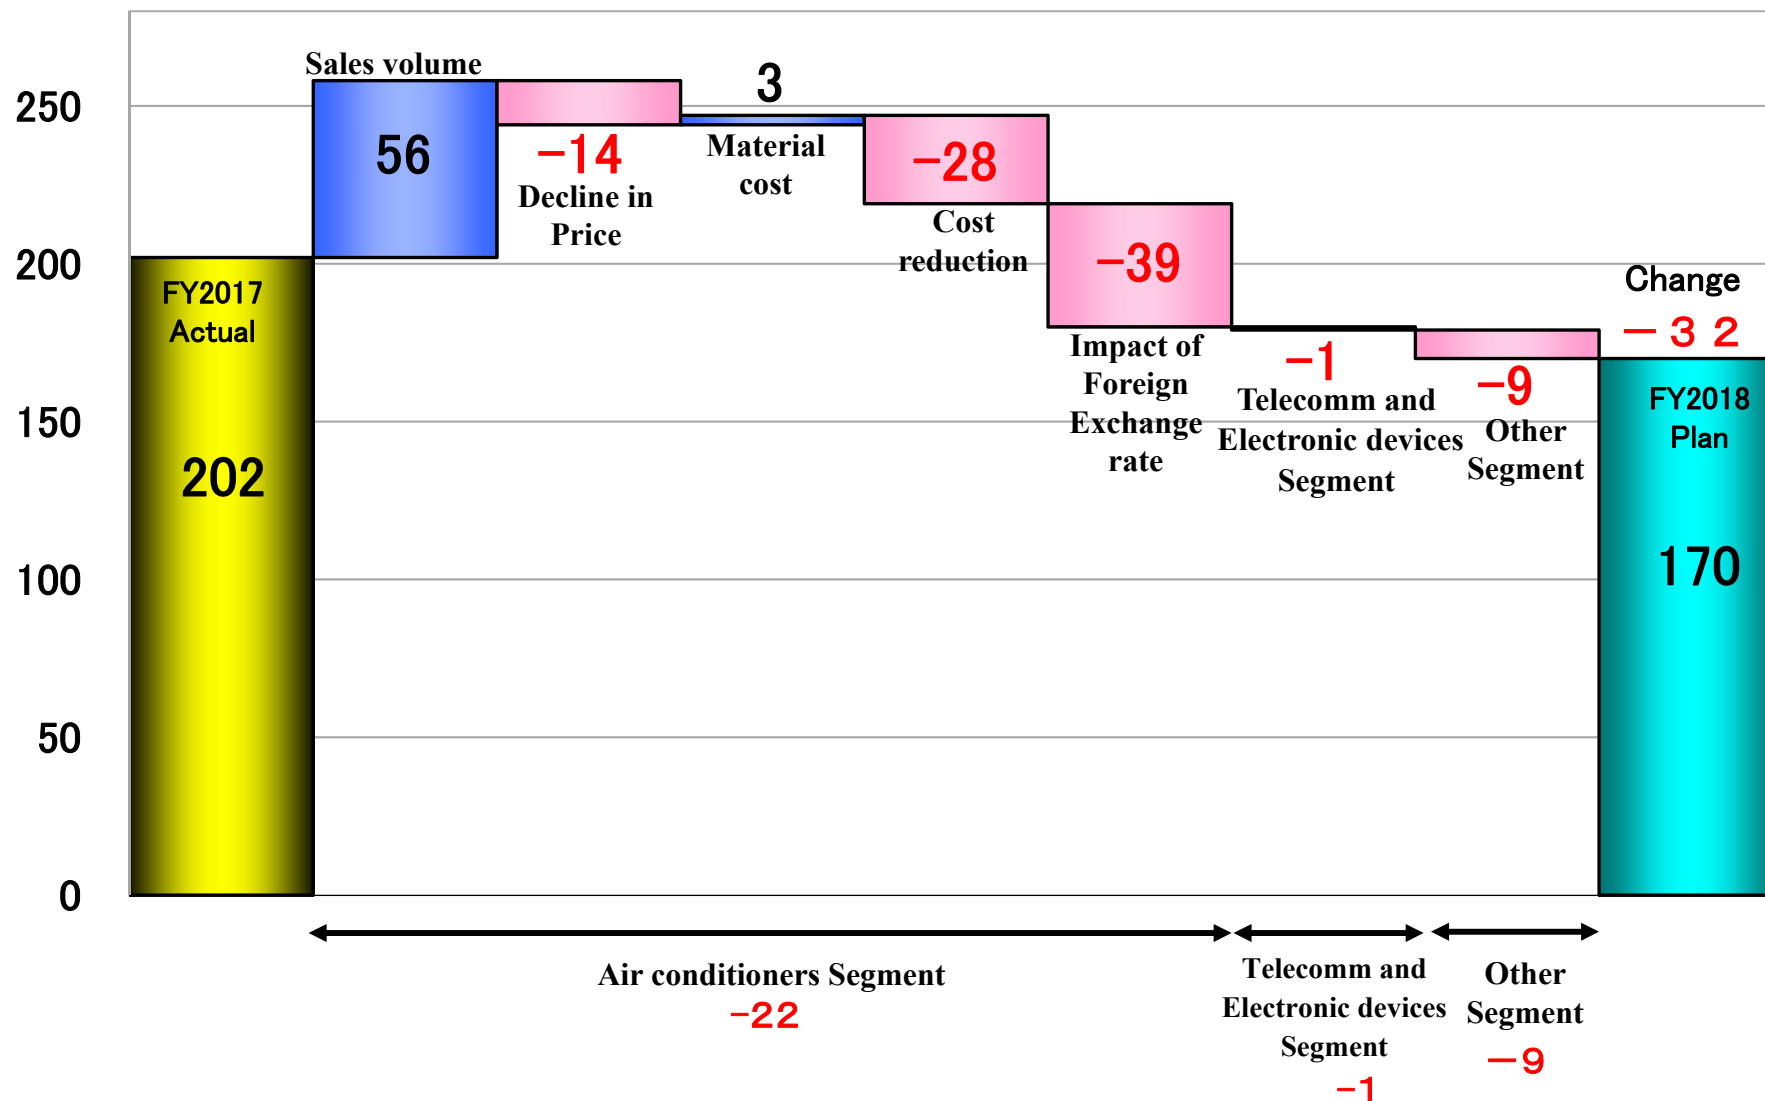 250
200
150
100
50
0
FY2017
Actual
202
Sales volume
56
−14
Decline in
Price
3
Material
cost
−28
Cost
reduction
−39
Impact of
Foreign
Exchange
rate
−1
Telecomm and
Electronic devices
Segment
−9
Other
Segment
Change
－３２
FY2018
Plan
170
Air conditioners Segment
-22
Telecomm and
Electronic devices
Segment
-1
Other
Segment
－9